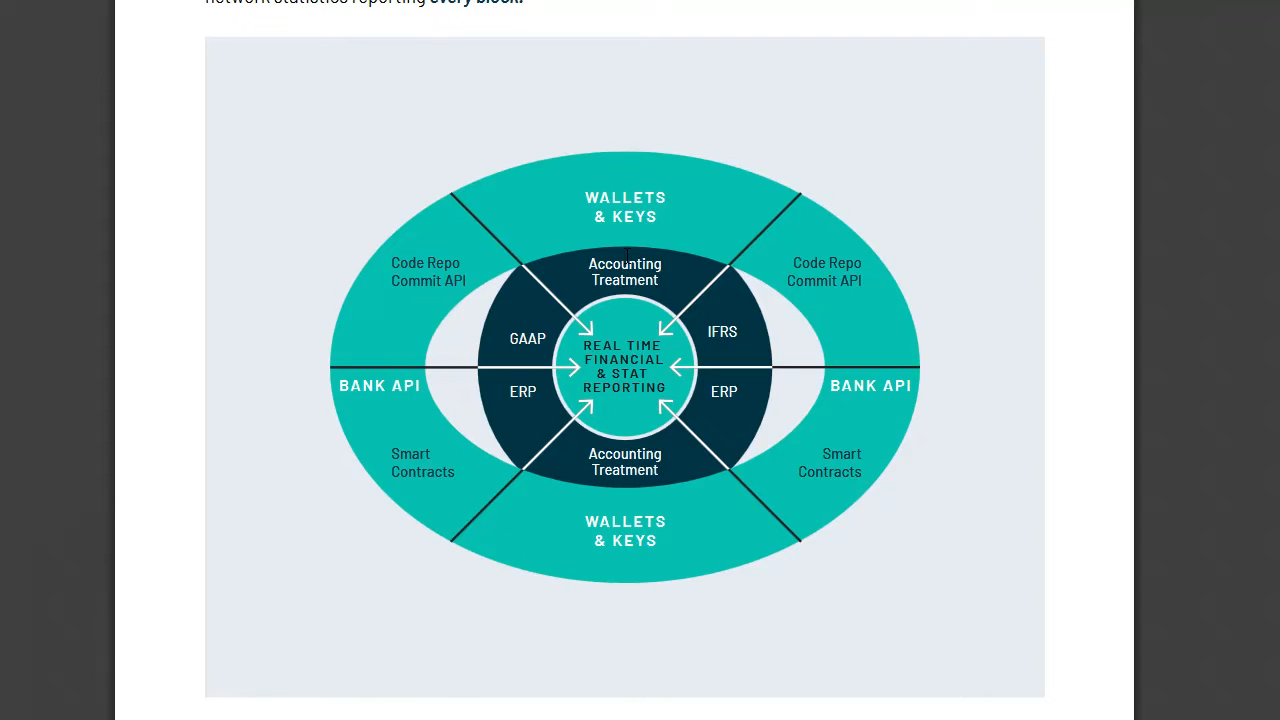 network statistics reporting every block.
WALLETS
& KEYS
Accounting
Treatment
Code Repo
Commit API
Code Repo
Commit API
GAAP
IFRS
REAL TIME
FINANCIAL
& STAT
REPORTING
BANK API
ERP
ERP
BANK API
Smart
Contracts
Accounting
Treatment
Smart
Contracts
WALLETS
& KEYS